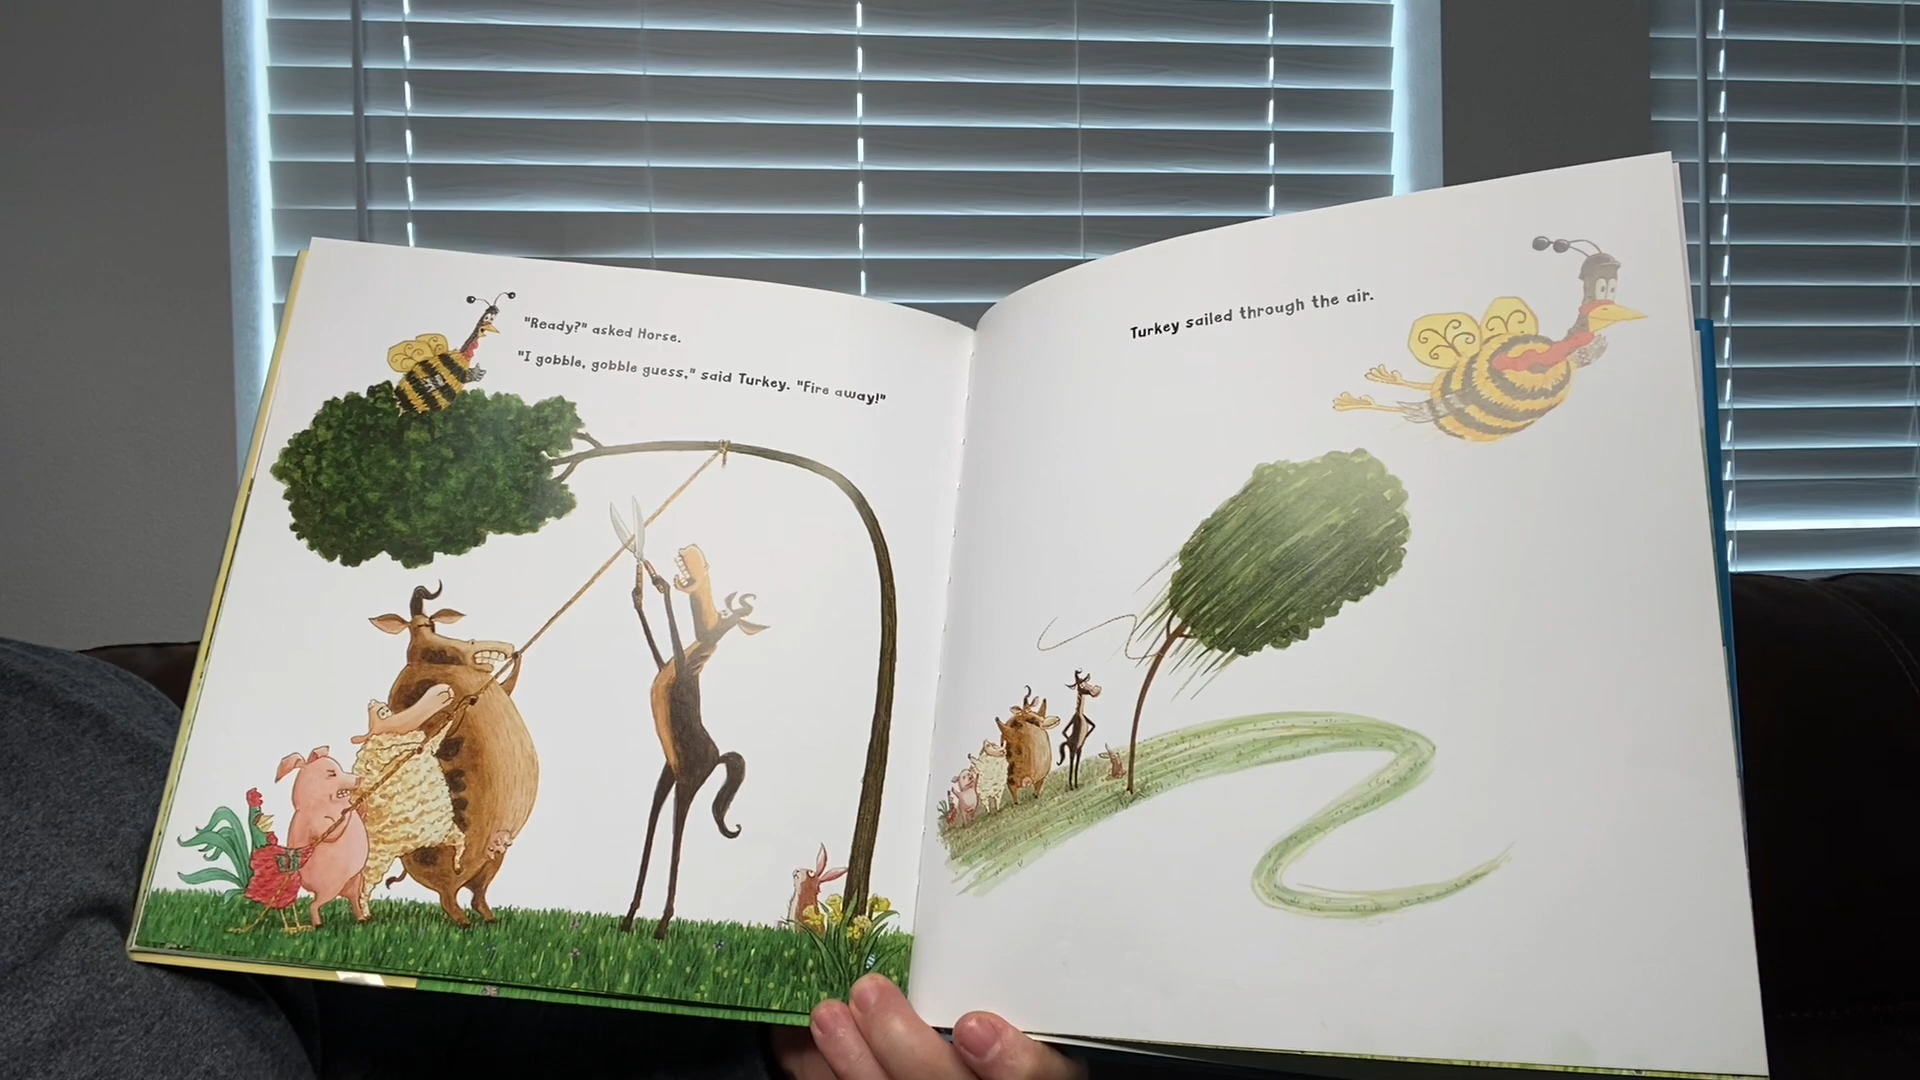 "Ready?" asked Horse.
"I gobble, gobble guess," said Turkey. "Fire away!"
Turkey sailed through the air.